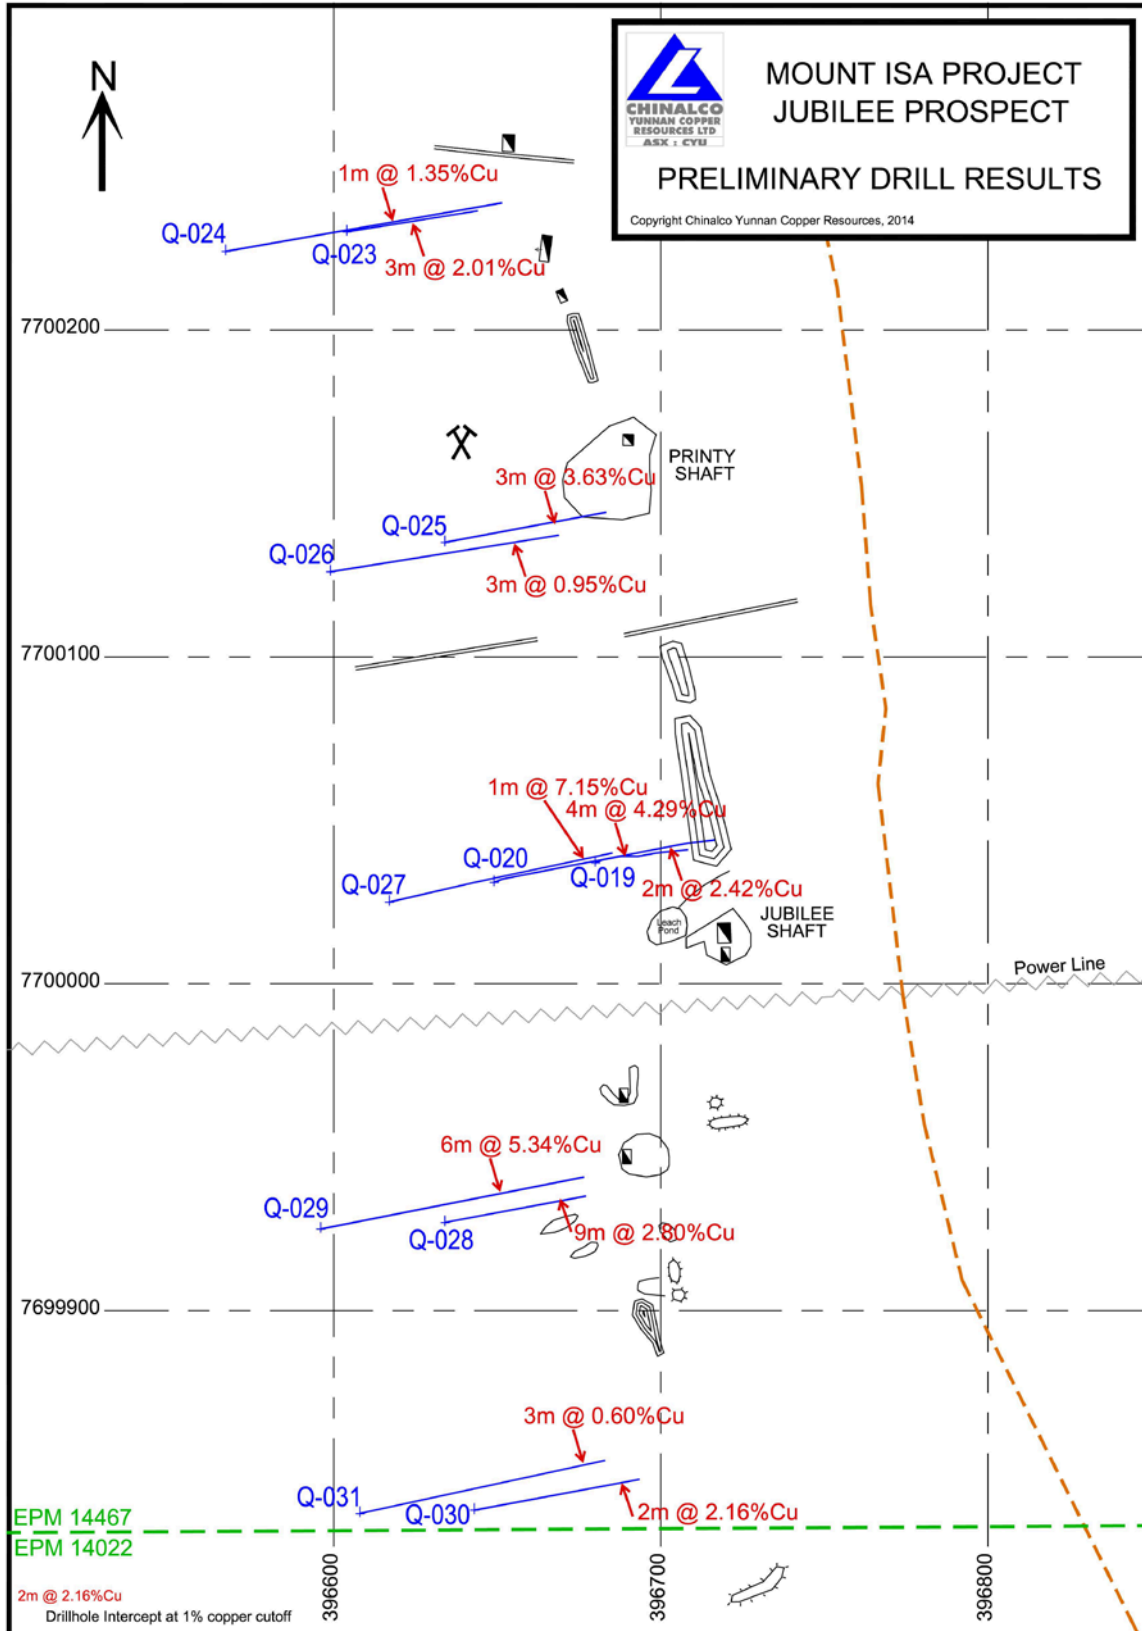 N
CHINALCO
YUNNAN COPPER
RESOURCES LTD
ASX : CYU
MOUNT ISA PROJECT
JUBILEE PROSPECT
PRELIMINARY DRILL RESULTS
Copyright Chinalco Yunnan Copper Resources, 2014
1m @ 1.35%Cu
Q-024
Q-023
3m @ 2.01%Cu
7700200
PRINTY
SHAFT
3m @ 3.63%Cu
Q-025
Q-026
3m @ 0.95%Cu
7700100
1m @ 7.15%Cu
4m @ 4.29%Cu
Q-020
Q-019
Q-027
2m @ 2.42%Cu
Leach
Pond
JUBILEE
SHAFT
Power Line
7700000
6m @ 5.34%Cu
Q-029
Q-028
9m @ 2.80%Cu
7699900
3m @ 0.60%Cu
Q-031
Q-030
2m @ 2.16%Cu
EPM 14467
EPM 14022
396600
396700
396800
2m @ 2.16%Cu
Drillhole Intercept at 1% copper cutoff